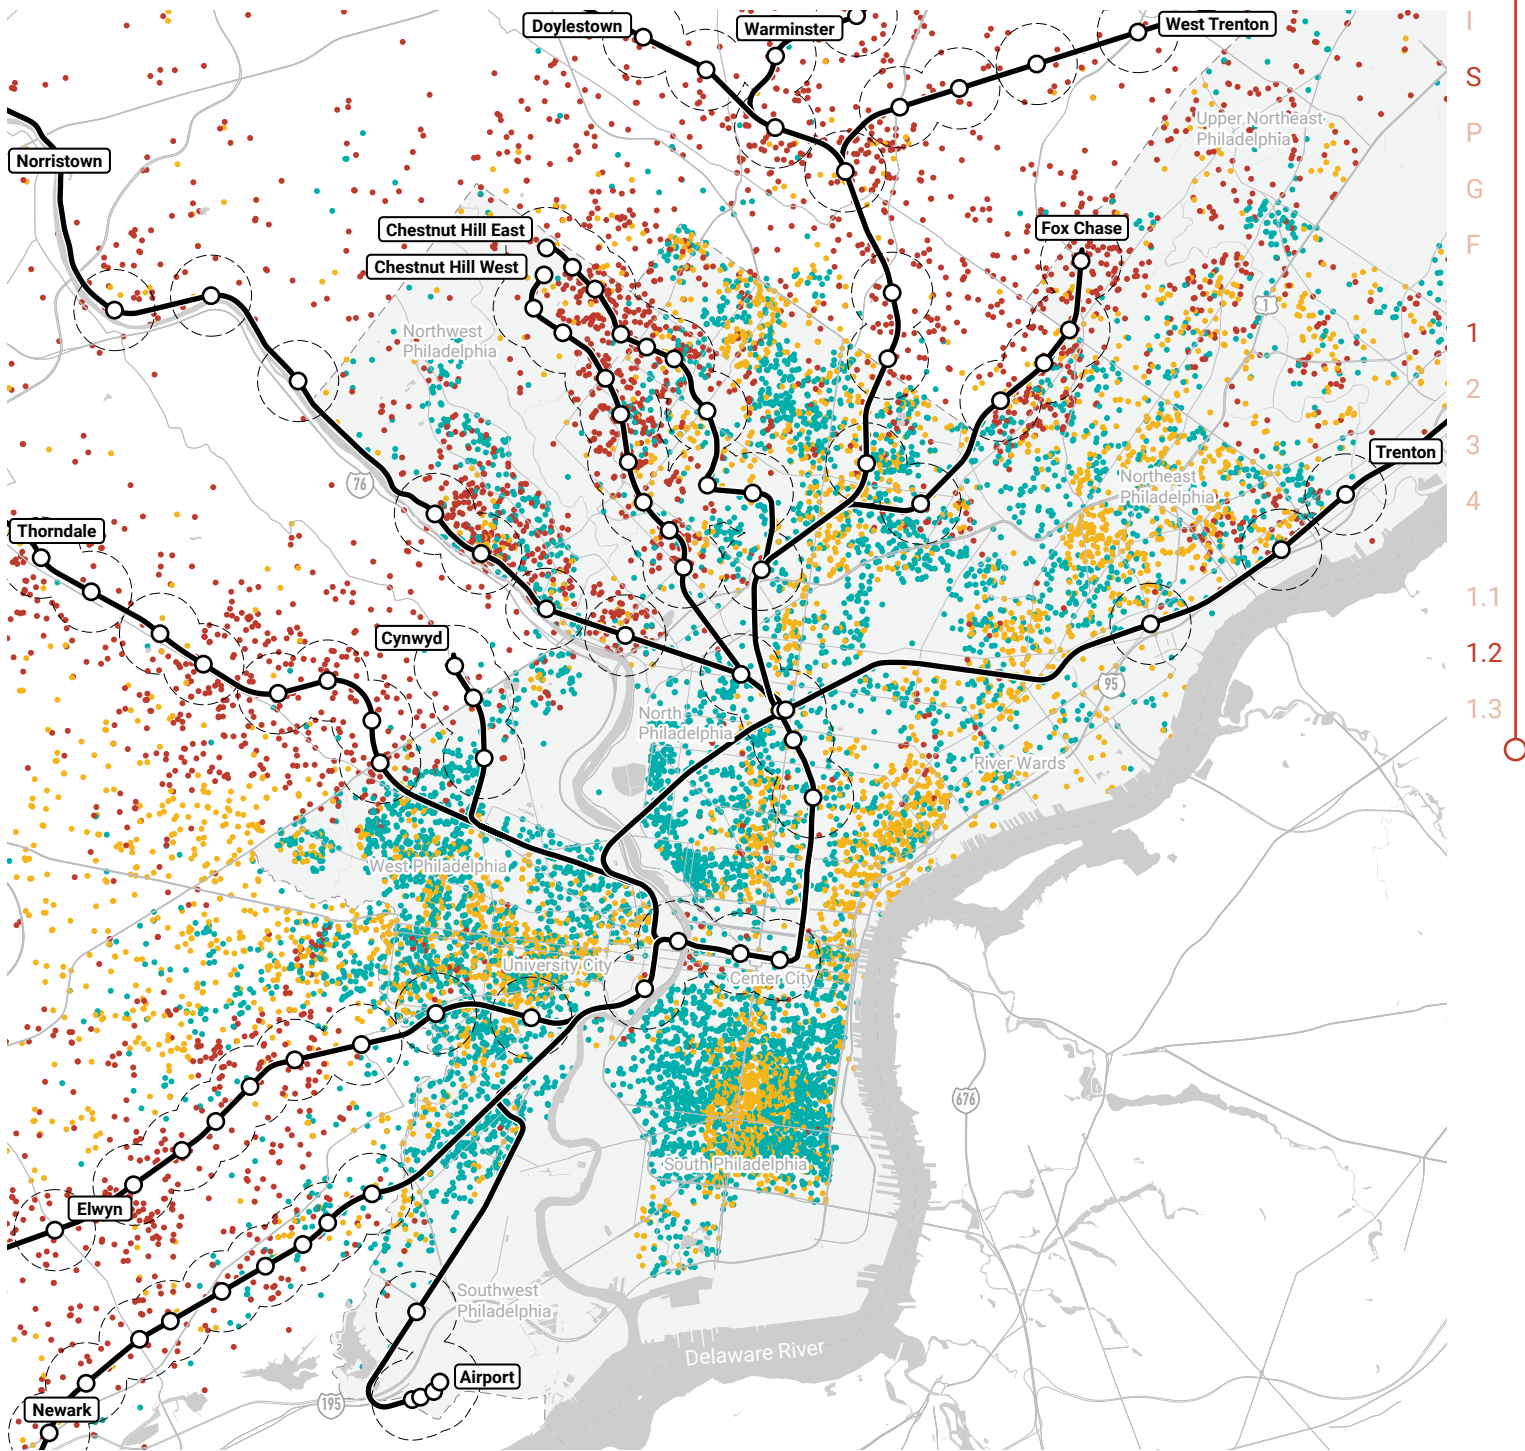 Doylestown
Warminster
West Trenton
I
S
Upper Northeast
Philadelphia
P
Norristown
G
Chestnut Hill East
Fox Chase
F
Chestnut Hill West
1
Northwest
Philadelphia
1
2
3
Trenton
76
Northeast
Philadelphia
4
Thorndale
1.1
Cynwyd
1.2
95
North
Philadelphia
1.3
River Wards
West Philadelphia
University City
Center City
676
South Philadelphia
Elwyn
Southwest
Philadelphia
Delaware River
Airport
195
Newark